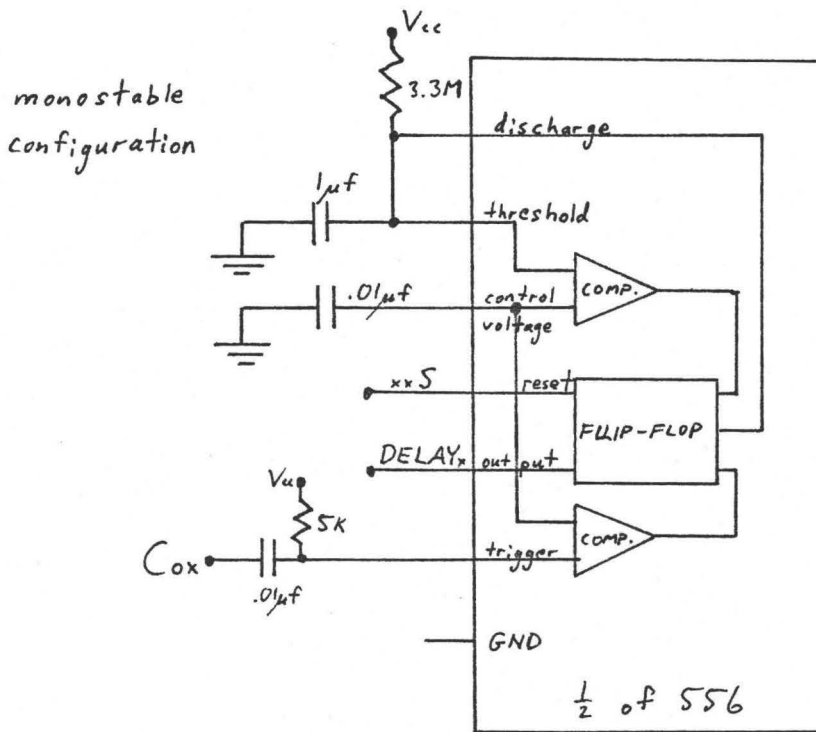 Vcc
monostable
configuration
3.3M
discharge
1µf
threshold
.01µf
control
voltage
COMP.
xxS
reset
FLIP-FLOP
DELAYx
output
Vcc
5K
COMP.
Cox
trigger
.01µf
GND
1/2 of 556